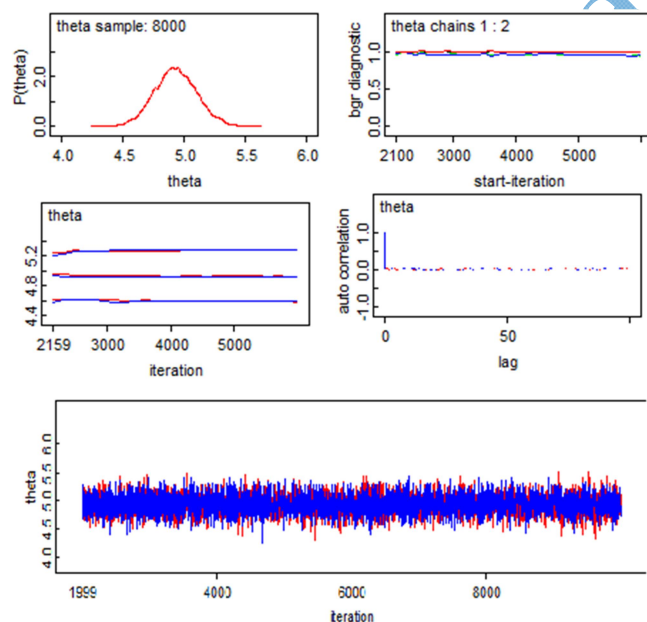 theta sample: 8000
P(theta)
2.0
0.0
4.0 4.5 5.0 5.5 6.0
theta
theta chains 1 : 2
bgr diagnostic
1.0
0.5
0.0
2100 3000 4000 5000
start-iteration
theta
5.2
4.8
4.4
2159 3000 4000 5000
iteration
theta
auto correlation
1.0
0.0
-1.0
0 50
lag
theta
6.0
5.5
5.0
4.5
4.0
1999 4000 6000 8000
iteration